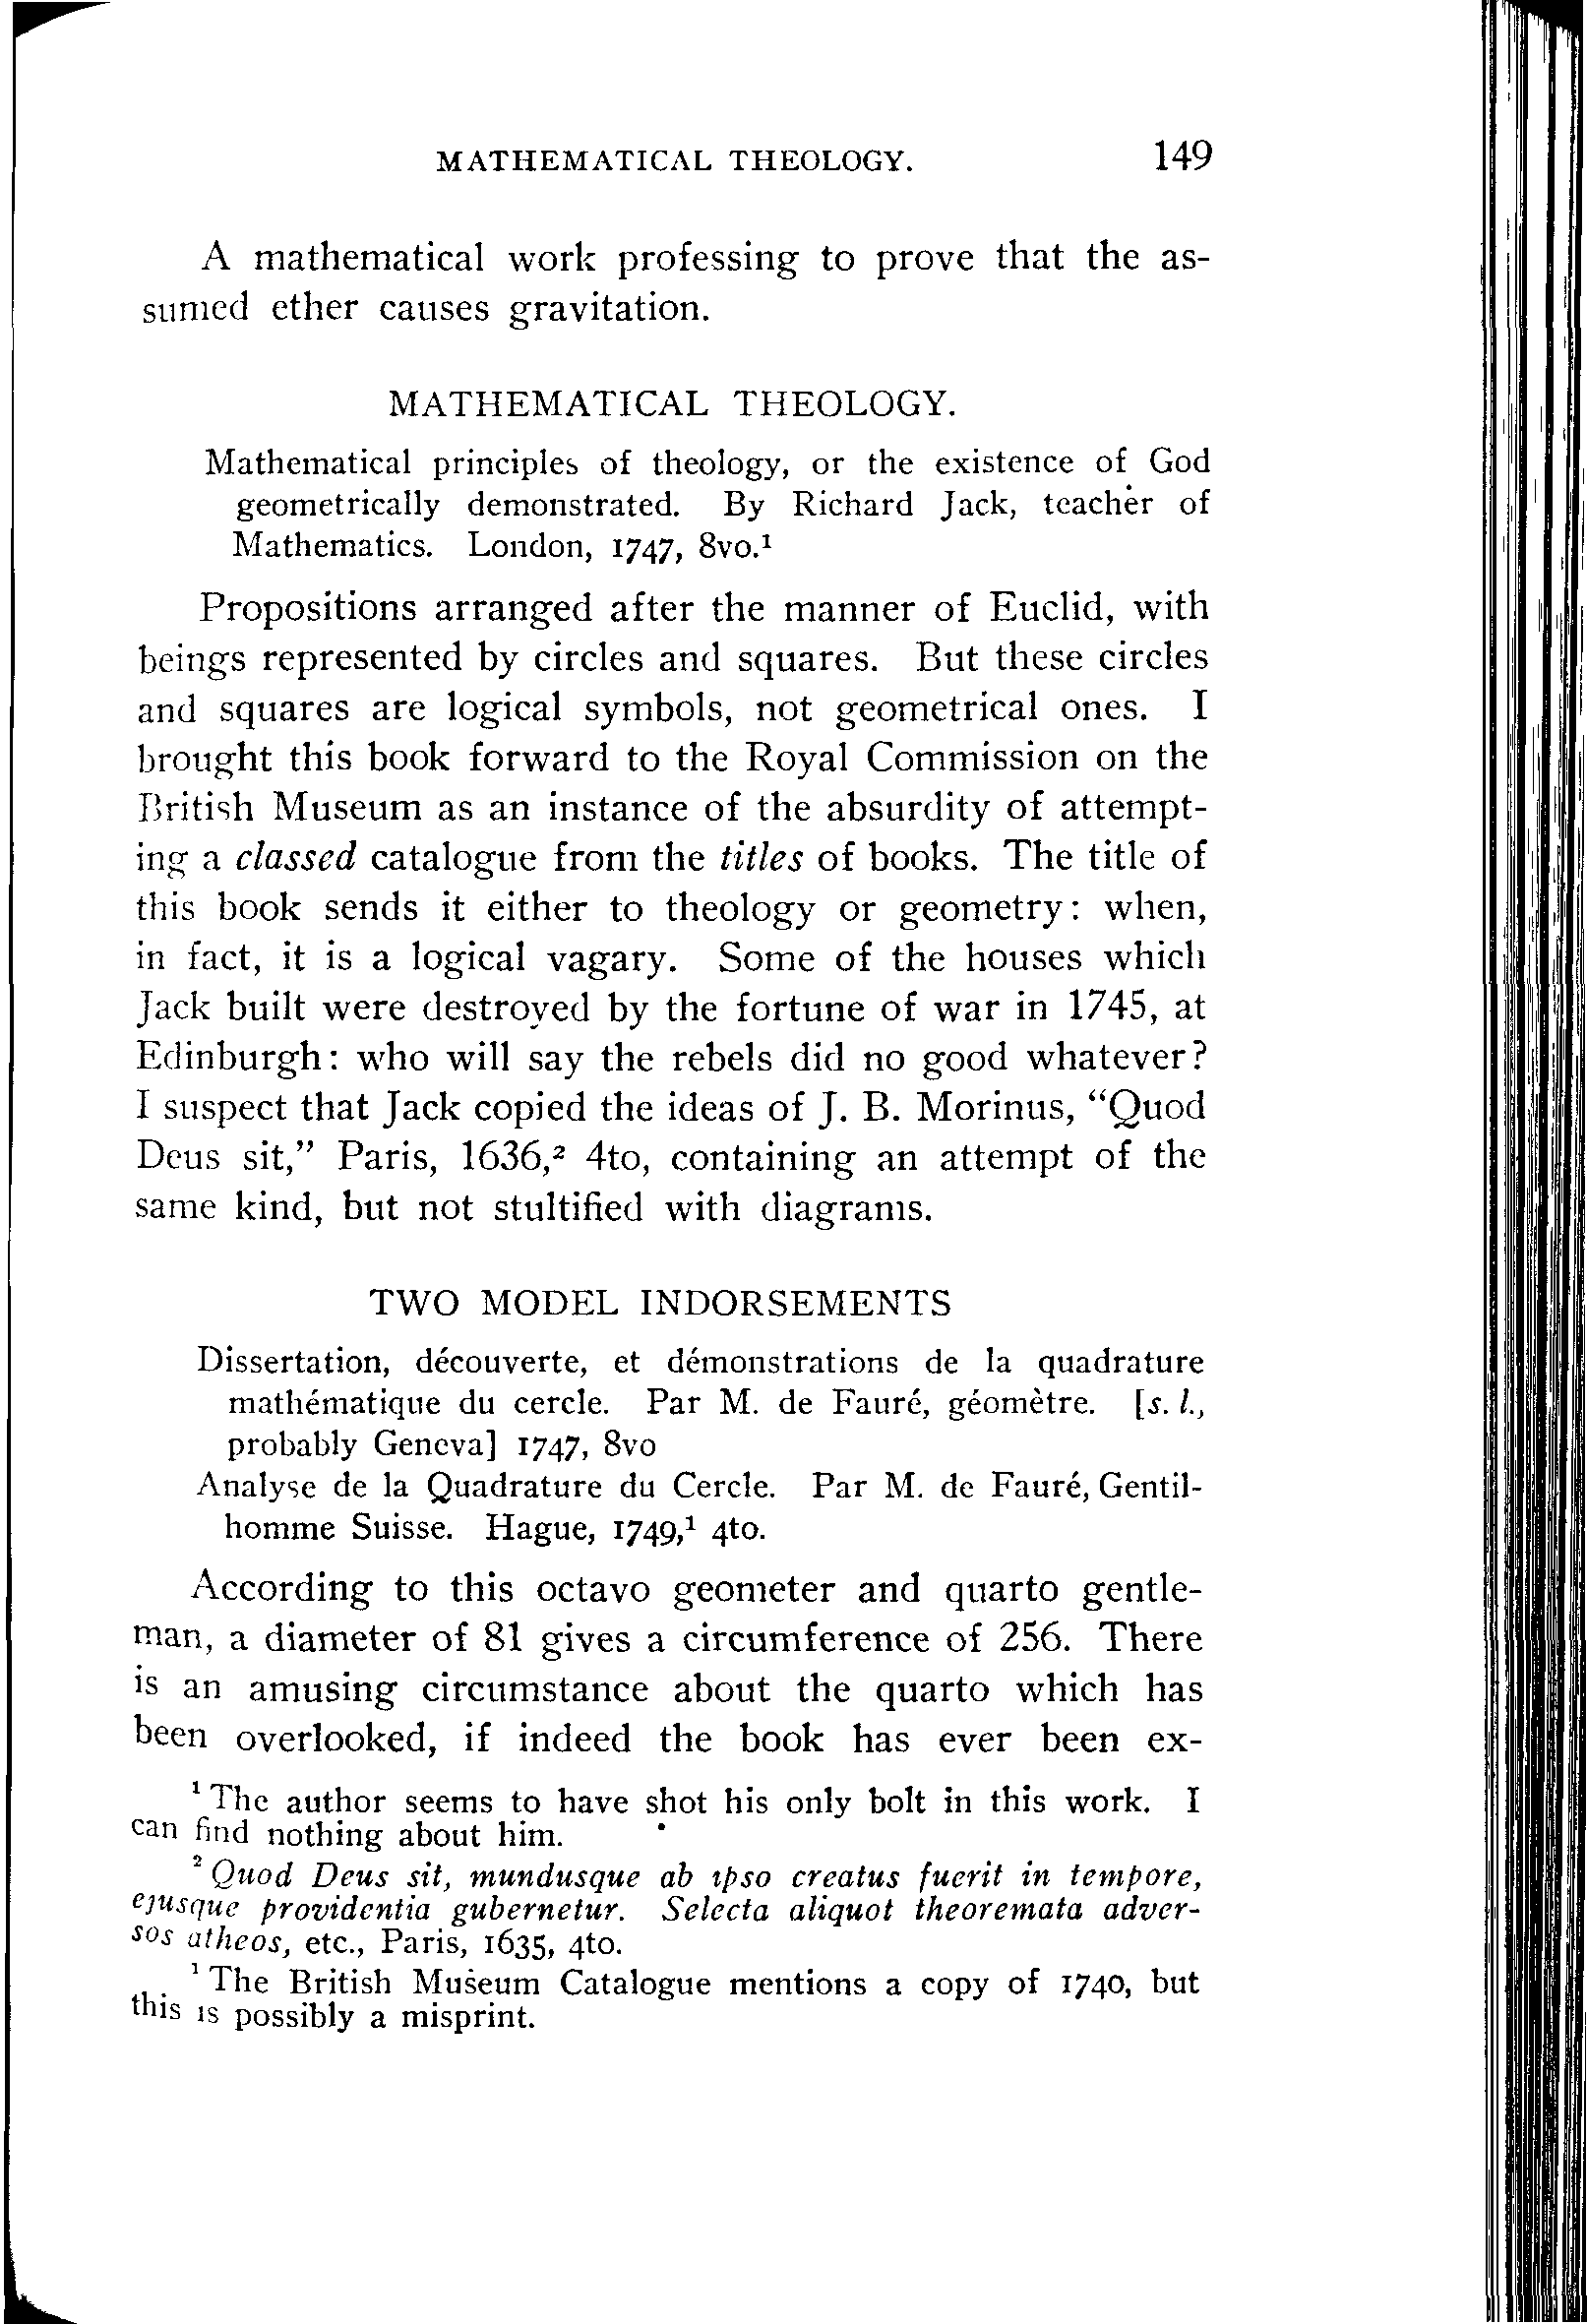 MATHEMATICAL THEOLOGY. 149
A mathematical work professing to prove that the as-
sumed ether causes gravitation.
MATHEMATICAL THEOLOGY.
Mathematical principles of theology, or the existence of God
geometrically demonstrated. By Richard Jack, teacher of
Mathematics. London, 1747, 8vo.¹
Propositions arranged after the manner of Euclid, with
beings represented by circles and squares. But these circles
and squares are logical symbols, not geometrical ones. I
brought this book forward to the Royal Commission on the
British Museum as an instance of the absurdity of attempt-
ing a classed catalogue from the titles of books. The title of
this book sends it either to theology or geometry: when,
in fact, it is a logical vagary. Some of the houses which
Jack built were destroyed by the fortune of war in 1745, at
Edinburgh: who will say the rebels did no good whatever?
I suspect that Jack copied the ideas of J. B. Morinus, “Quod
Deus sit,” Paris, 1636,² 4to, containing an attempt of the
same kind, but not stultified with diagrams.
TWO MODEL INDORSEMENTS
Dissertation, découverte, et démonstrations de la quadrature
mathématique du cercle. Par M. de Fauré, géomètre. [s. l.,
probably Geneva] 1747, 8vo
Analyse de la Quadrature du Cercle. Par M. de Fauré, Gentil-
homme Suisse. Hague, 1749,¹ 4to.
According to this octavo geometer and quarto gentle-
man, a diameter of 81 gives a circumference of 256. There
is an amusing circumstance about the quarto which has
been overlooked, if indeed the book has ever been ex-
¹ The author seems to have shot his only bolt in this work. I
can find nothing about him.
² Quod Deus sit, mundusque ab ipso creatus fuerit in tempore,
ejusque providentia gubernetur. Selecta aliquot theoremata adver-
sos atheos, etc., Paris, 1635, 4to.
¹ The British Museum Catalogue mentions a copy of 1740, but
this is possibly a misprint.